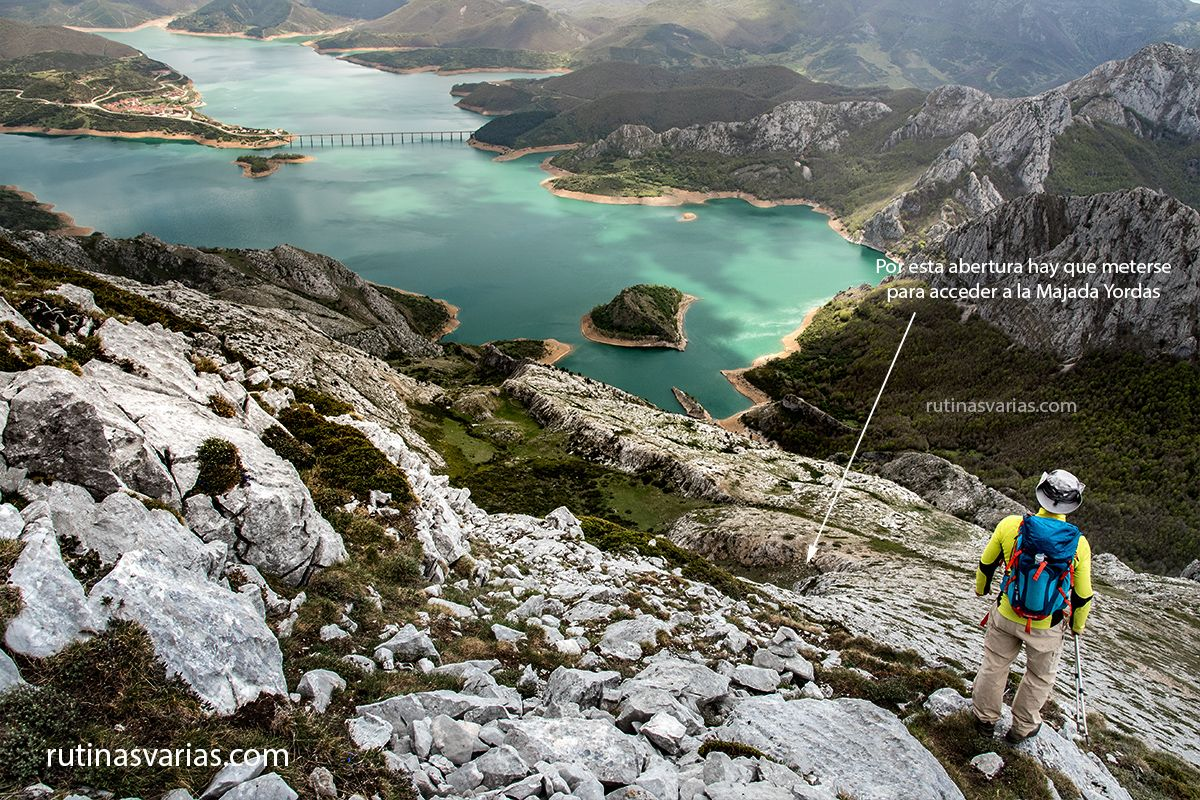 Por esta abertura hay que meterse
para acceder a la Majada Yordas
rutinasvarias.com
rutinasvarias.com